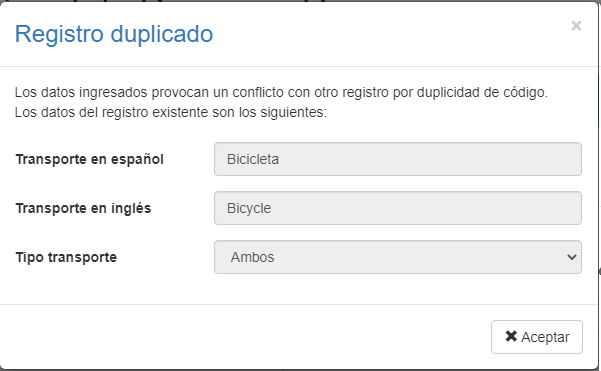 Registro duplicado
×
Los datos ingresados provocan un conflicto con otro registro por duplicidad de código.
Los datos del registro existente son los siguientes:
Transporte en español Bicicleta
Transporte en inglés Bicycle
Tipo transporte Ambos
✖ Aceptar